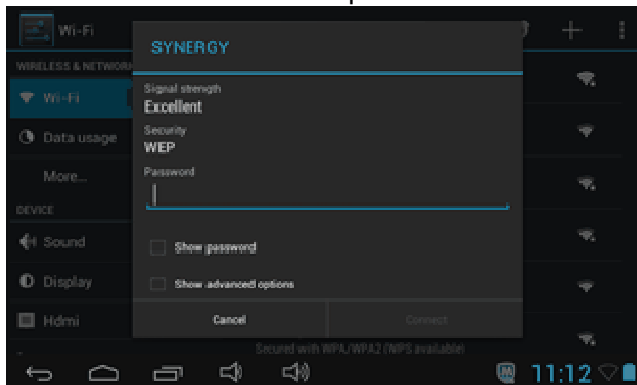 Wi-Fi
SYNERGY
WIRELESS & NETWORK
Signal strength
Excellent
Wi-Fi
Security
WEP
Data usage
Password
More...
DEVICE
Sound
Show password
Display
Show advanced options
Hdmi
Cancel
Connect
Secured with WPA/WPA2 (WPS available)
11:12